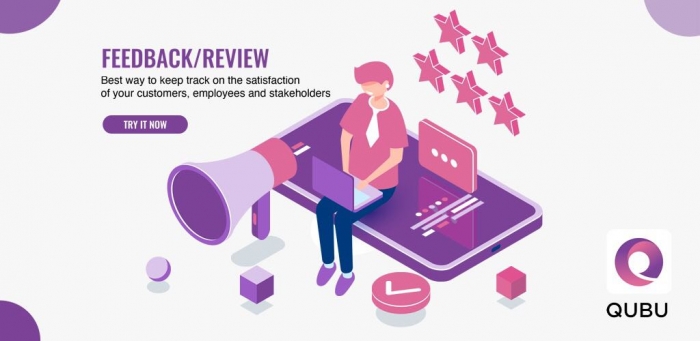 FEEDBACK/REVIEW
Best way to keep track on the satisfaction
of your customers, employees and stakeholders
TRY IT NOW
QUBU